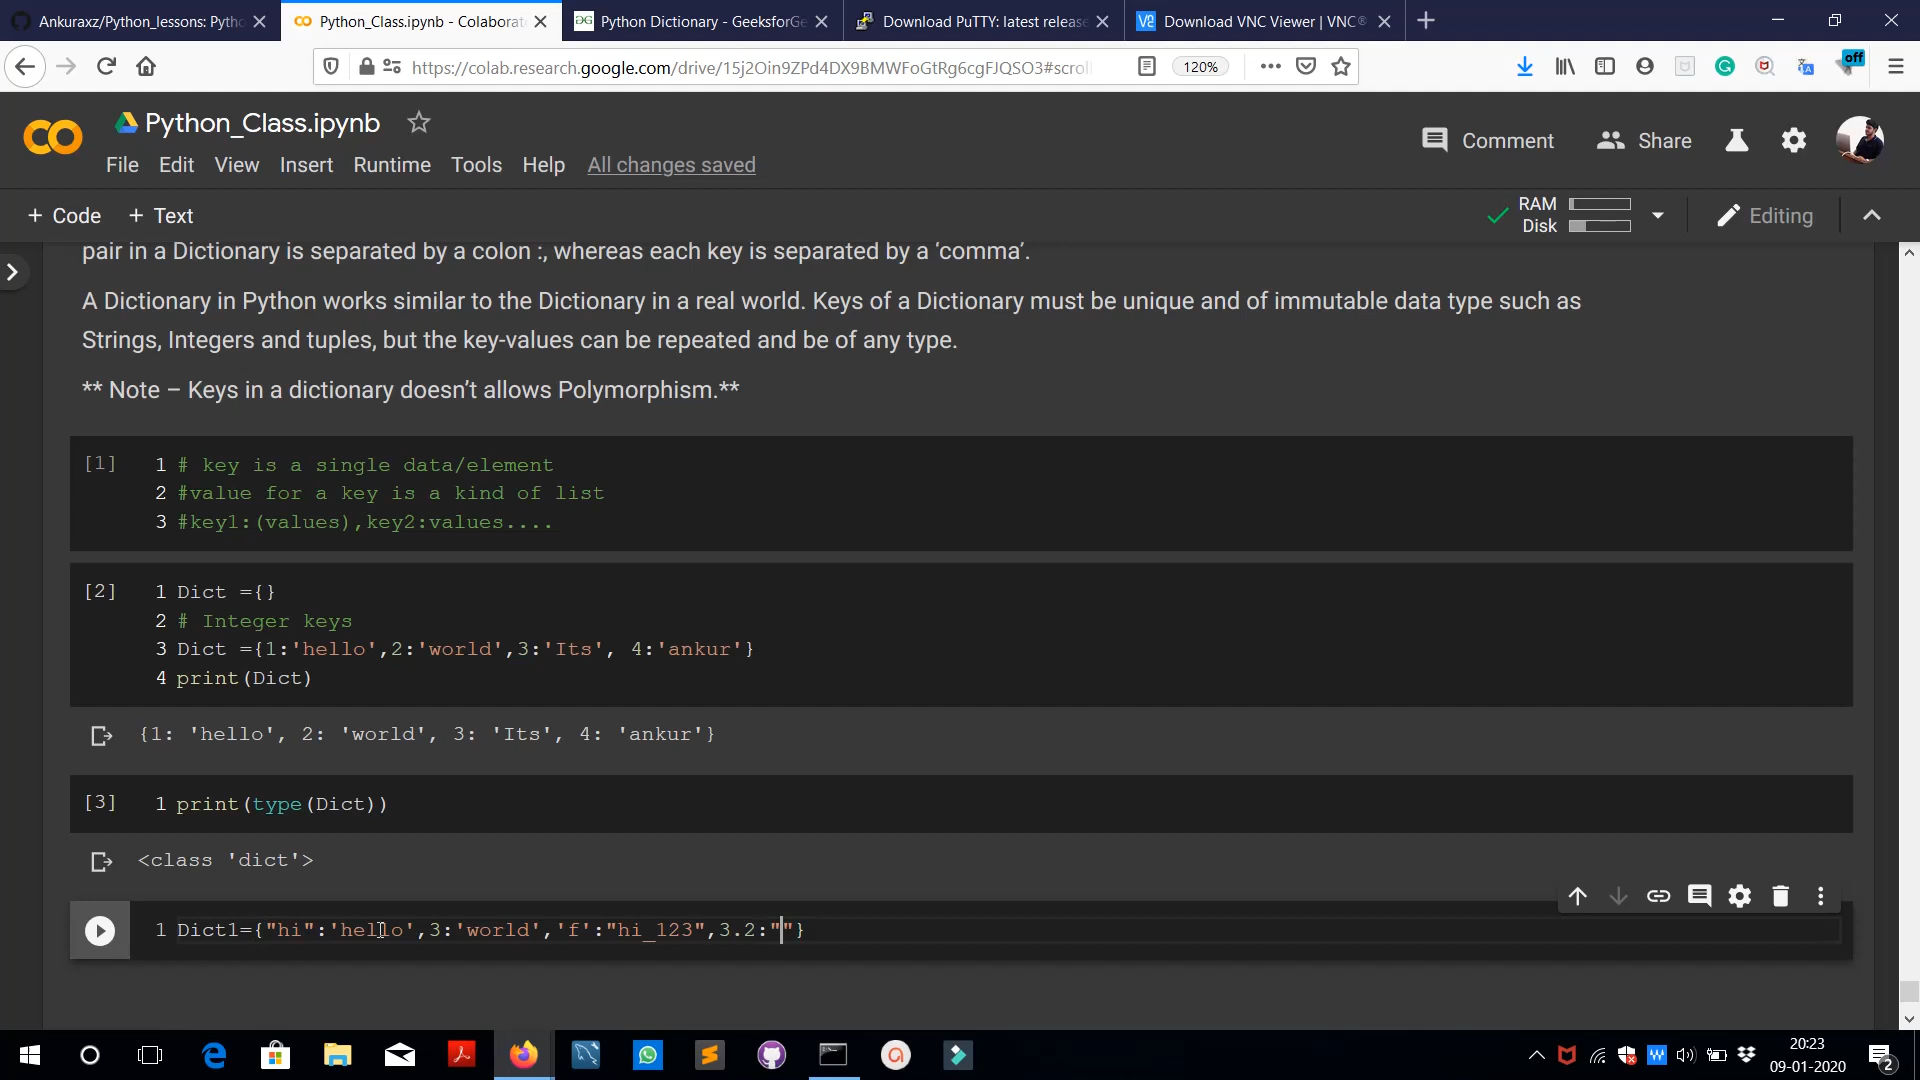 Ankuraxz/Python_lessons: Pytho
Python_Class.ipynb - Colaborat
Python Dictionary - GeeksforGe
Download PuTTY: latest release
Download VNC Viewer | VNC®
https://colab.research.google.com/drive/15j2Oin9ZPd4DX9BMWFoGtRg6cgFJQSO3#scroll
120%
off
Python_Class.ipynb
Comment
Share
File Edit View Insert Runtime Tools Help All changes saved
+ Code + Text
RAM
Disk
Editing
pair in a Dictionary is separated by a colon :, whereas each key is separated by a ‘comma’.
A Dictionary in Python works similar to the Dictionary in a real world. Keys of a Dictionary must be unique and of immutable data type such as
Strings, Integers and tuples, but the key-values can be repeated and be of any type.
** Note – Keys in a dictionary doesn’t allows Polymorphism.**
[1] 1 # key is a single data/element
2 #value for a key is a kind of list
3 #key1:(values),key2:values....
[2] 1 Dict ={}
2 # Integer keys
3 Dict ={1:'hello',2:'world',3:'Its', 4:'ankur'}
4 print(Dict)
{1: 'hello', 2: 'world', 3: 'Its', 4: 'ankur'}
[3] 1 print(type(Dict))
<class 'dict'>
1 Dict1={"hi":'hello',3:'world','f':"hi_123",3.2:""}
20:23
09-01-2020
2